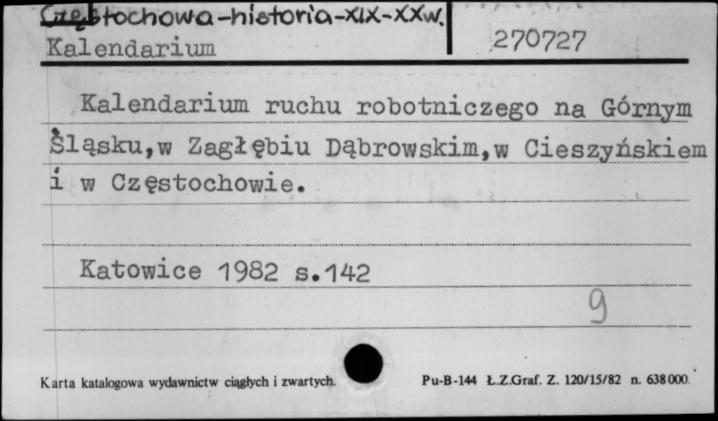 Częstochowa-historia-XIX-XXw.
Kalendarium 270727
Kalendarium ruchu robotniczego na Górnym
Śląsku,w Zagłębiu Dąbrowskim,w Cieszyńskiem
i w Częstochowie.
Katowice 1982 s.142
9
Karta katalogowa wydawnictw ciągłych i zwartych. Pu-B-144 Ł.Z.Graf. Z. 120/15/82 n. 638000.